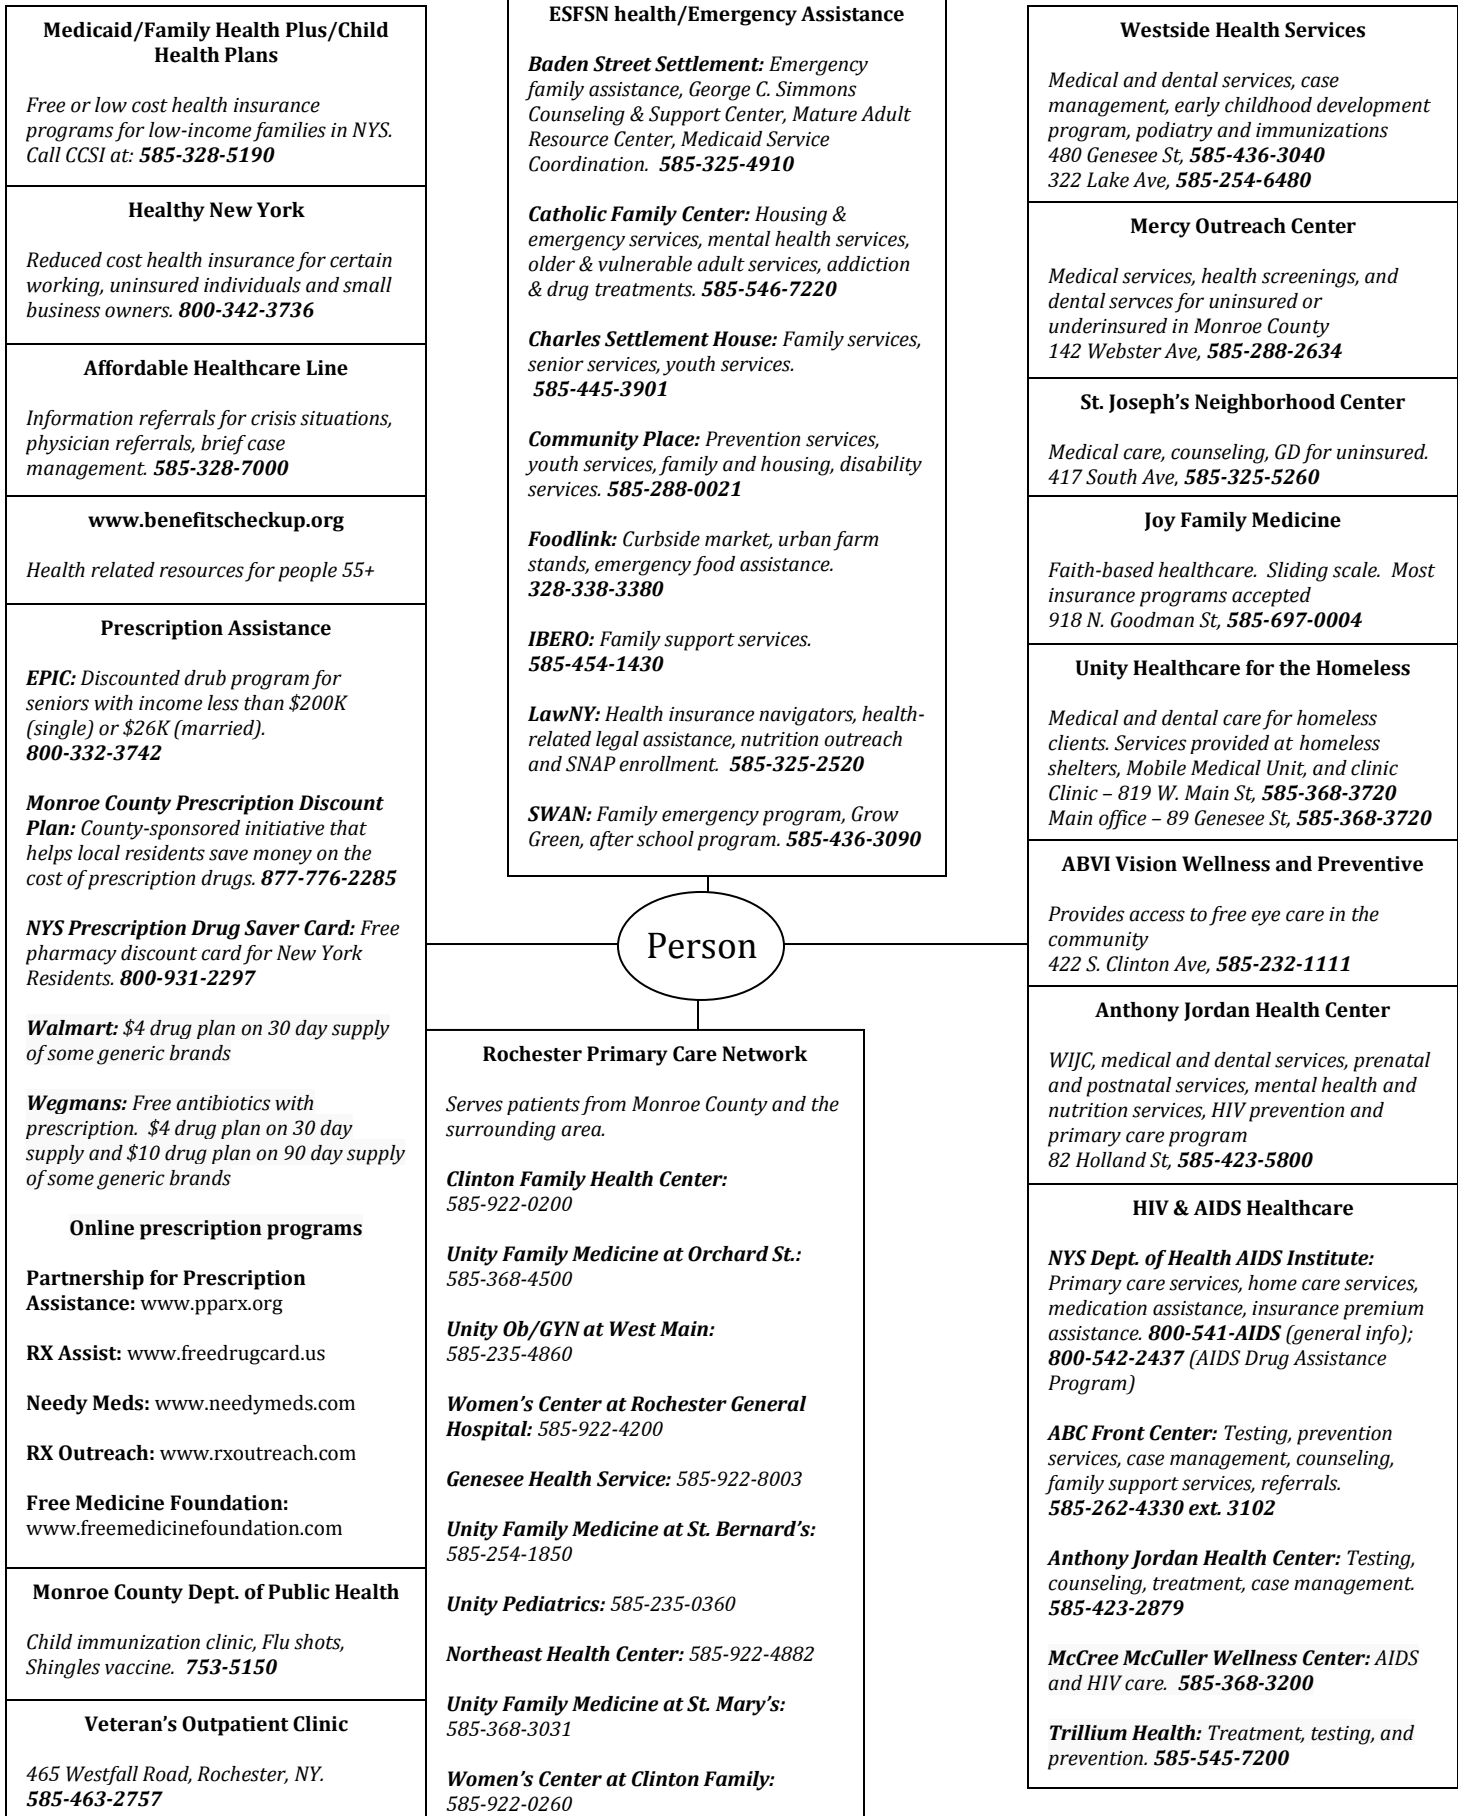 Medicaid/Family Health Plus/Child
Health Plans
Free or low cost health insurance
programs for low-income families in NYS.
Call CCSI at: 585-328-5190
Healthy New York
Reduced cost health insurance for certain
working, uninsured individuals and small
business owners. 800-342-3736
Affordable Healthcare Line
Information referrals for crisis situations,
physician referrals, brief case
management. 585-328-7000
www.benefitscheckup.org
Health related resources for people 55+
Prescription Assistance
EPIC: Discounted drub program for
seniors with income less than $200K
(single) or $26K (married).
800-332-3742
Monroe County Prescription Discount
Plan: County-sponsored initiative that
helps local residents save money on the
cost of prescription drugs. 877-776-2285
NYS Prescription Drug Saver Card: Free
pharmacy discount card for New York
Residents. 800-931-2297
Walmart: $4 drug plan on 30 day supply
of some generic brands
Wegmans: Free antibiotics with
prescription. $4 drug plan on 30 day
supply and $10 drug plan on 90 day supply
of some generic brands
Online prescription programs
Partnership for Prescription
Assistance: www.pparx.org
RX Assist: www.freedrugcard.us
Needy Meds: www.needymeds.com
RX Outreach: www.rxoutreach.com
Free Medicine Foundation:
www.freemedicinefoundation.com
Monroe County Dept. of Public Health
Child immunization clinic, Flu shots,
Shingles vaccine. 753-5150
Veteran's Outpatient Clinic
465 Westfall Road, Rochester, NY.
585-463-2757
ESFSN health/Emergency Assistance
Baden Street Settlement: Emergency
family assistance, George C. Simmons
Counseling & Support Center, Mature Adult
Resource Center, Medicaid Service
Coordination. 585-325-4910
Catholic Family Center: Housing &
emergency services, mental health services,
older & vulnerable adult services, addiction
& drug treatments. 585-546-7220
Charles Settlement House: Family services,
senior services, youth services.
585-445-3901
Community Place: Prevention services,
youth services, family and housing, disability
services. 585-288-0021
Foodlink: Curbside market, urban farm
stands, emergency food assistance.
328-338-3380
IBERO: Family support services.
585-454-1430
LawNY: Health insurance navigators, health-
related legal assistance, nutrition outreach
and SNAP enrollment. 585-325-2520
SWAN: Family emergency program, Grow
Green, after school program. 585-436-3090
Person
Rochester Primary Care Network
Serves patients from Monroe County and the
surrounding area.
Clinton Family Health Center:
585-922-0200
Unity Family Medicine at Orchard St.:
585-368-4500
Unity Ob/GYN at West Main:
585-235-4860
Women's Center at Rochester General
Hospital: 585-922-4200
Genesee Health Service: 585-922-8003
Unity Family Medicine at St. Bernard's:
585-254-1850
Unity Pediatrics: 585-235-0360
Northeast Health Center: 585-922-4882
Unity Family Medicine at St. Mary's:
585-368-3031
Women's Center at Clinton Family:
585-922-0260
Westside Health Services
Medical and dental services, case
management, early childhood development
program, podiatry and immunizations
480 Genesee St, 585-436-3040
322 Lake Ave, 585-254-6480
Mercy Outreach Center
Medical services, health screenings, and
dental servces for uninsured or
underinsured in Monroe County
142 Webster Ave, 585-288-2634
St. Joseph's Neighborhood Center
Medical care, counseling, GD for uninsured.
417 South Ave, 585-325-5260
Joy Family Medicine
Faith-based healthcare. Sliding scale. Most
insurance programs accepted
918 N. Goodman St, 585-697-0004
Unity Healthcare for the Homeless
Medical and dental care for homeless
clients. Services provided at homeless
shelters, Mobile Medical Unit, and clinic
Clinic – 819 W. Main St, 585-368-3720
Main office – 89 Genesee St, 585-368-3720
ABVI Vision Wellness and Preventive
Provides access to free eye care in the
community
422 S. Clinton Ave, 585-232-1111
Anthony Jordan Health Center
WIJC, medical and dental services, prenatal
and postnatal services, mental health and
nutrition services, HIV prevention and
primary care program
82 Holland St, 585-423-5800
HIV & AIDS Healthcare
NYS Dept. of Health AIDS Institute:
Primary care services, home care services,
medication assistance, insurance premium
assistance. 800-541-AIDS (general info);
800-542-2437 (AIDS Drug Assistance
Program)
ABC Front Center: Testing, prevention
services, case management, counseling,
family support services, referrals.
585-262-4330 ext. 3102
Anthony Jordan Health Center: Testing,
counseling, treatment, case management.
585-423-2879
McCree McCuller Wellness Center: AIDS
and HIV care. 585-368-3200
Trillium Health: Treatment, testing, and
prevention. 585-545-7200